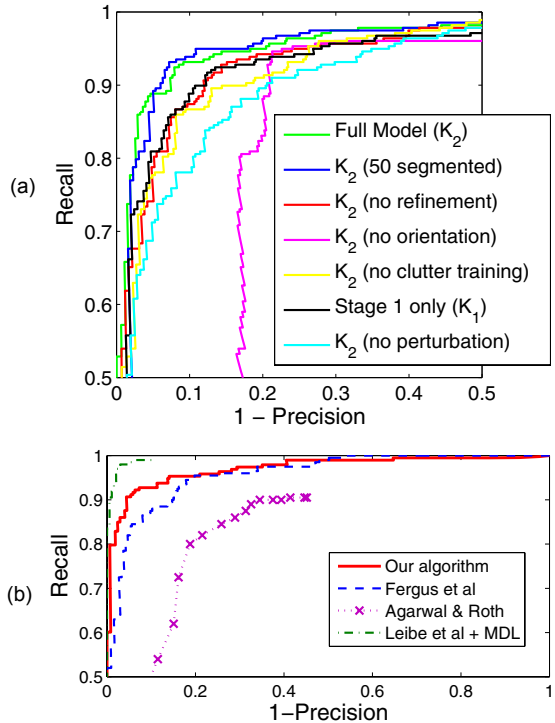 (a)
Recall
1
0.9
0.8
0.7
0.6
0.5
0
0.1
0.2
0.3
0.4
0.5
1 − Precision
Full Model (K2)
K2 (50 segmented)
K2 (no refinement)
K2 (no orientation)
K2 (no clutter training)
Stage 1 only (K1)
K2 (no perturbation)
(b)
Recall
1
0.9
0.8
0.7
0.6
0.5
0
0.2
0.4
0.6
0.8
1
1−Precision
Our algorithm
Fergus et al
Agarwal & Roth
Leibe et al + MDL